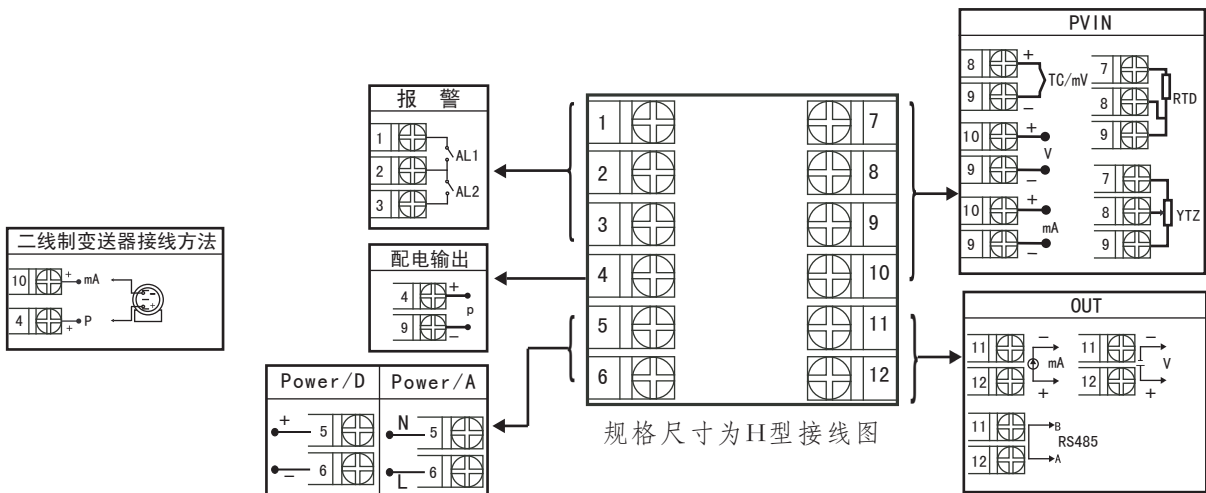 PVIN
8 + TC/mV
9 −
10 + V
9 −
10 + mA
9 −
7 RTD
8
9
7
8 YTZ
9
报 警
1
2 AL1
3 AL2
1 7
2 8
3 9
4 10
5 11
6 12
二线制变送器接线方法
10 + mA −
4 + P +
配电输出
4 +
p
9 −
OUT
11 −
mA
12 +
11 −
V
12 +
11 B
RS485
12 A
Power/D Power/A
+ 5 N 5
− 6 L 6
规格尺寸为H型接线图